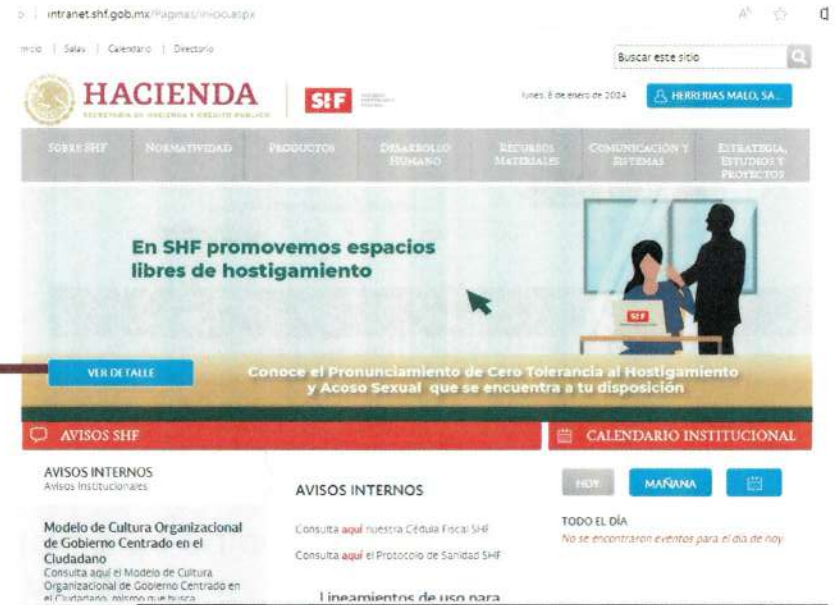 intranet.shf.gob.mx/Paginas/inicio.aspx
Inicio | Salas | Calendario | Directorio
Buscar este sitio
HACIENDA
SECRETARÍA DE HACIENDA Y CRÉDITO PÚBLICO
SHF
lunes, 8 de enero de 2024
HERRERIAS MALO, SA...
SOBRE SHF
NORMATIVIDAD
PRODUCTOS
DESARROLLO HUMANO
RECURSOS MATERIALES
COMUNICACIÓN Y SISTEMAS
ESTRATEGIA, ESTUDIOS Y PROYECTOS
En SHF promovemos espacios
libres de hostigamiento
SHF
VER DETALLE
Conoce el Pronunciamiento de Cero Tolerancia al Hostigamiento
y Acoso Sexual que se encuentra a tu disposición
AVISOS SHF
CALENDARIO INSTITUCIONAL
AVISOS INTERNOS
Avisos Institucionales
Modelo de Cultura Organizacional
de Gobierno Centrado en el
Ciudadano
Consulta aquí el Modelo de Cultura
Organizacional de Gobierno Centrado en
el Ciudadano, mismo que busca
AVISOS INTERNOS
Consulta aquí nuestra Cédula Fiscal SHF
Consulta aquí el Protocolo de Sanidad SHF
Lineamientos de uso para
HOY
MAÑANA
TODO EL DÍA
No se encontraron eventos para el día de hoy